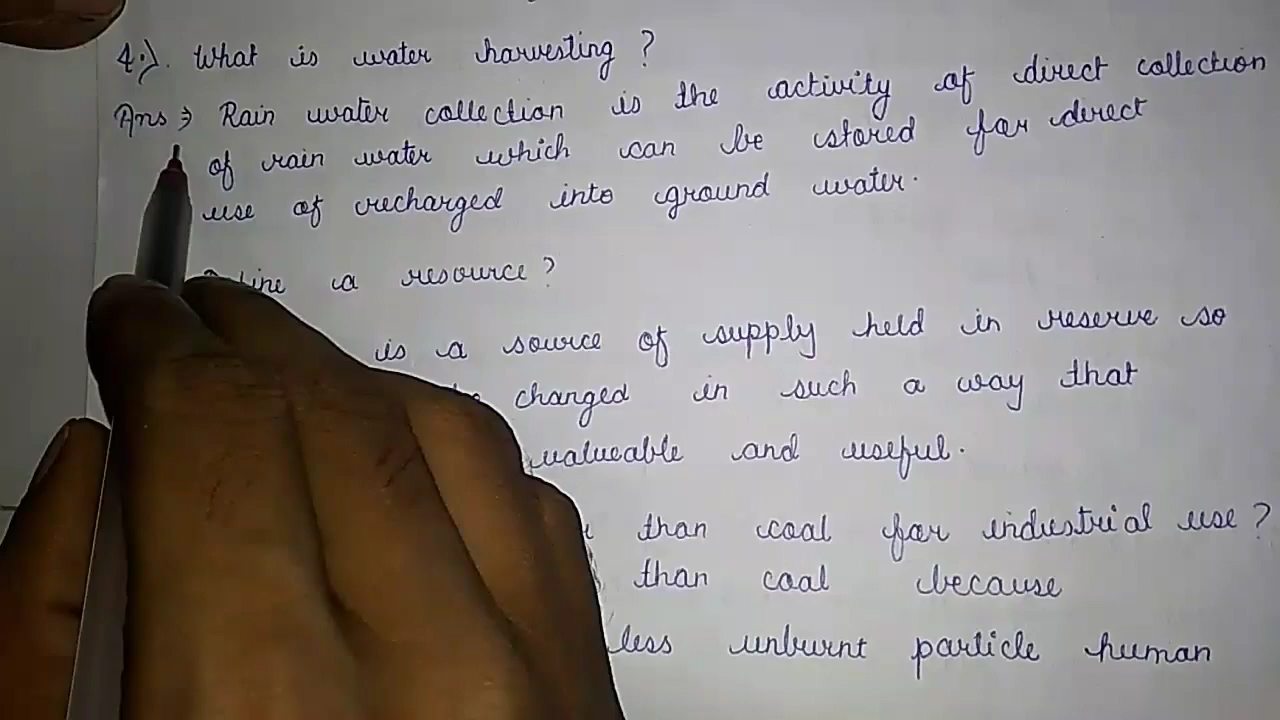 4.). What is water harvesting ?
Ans ⇒ Rain water collection is the activity of direct collection
of rain water which can be stored for direct
use of recharged into ground water.
a resource ?
is a source of supply held in reserve so
changed in such a way that
valueable and useful.
than coal for industrial use ?
than coal because
less unburnt particle human